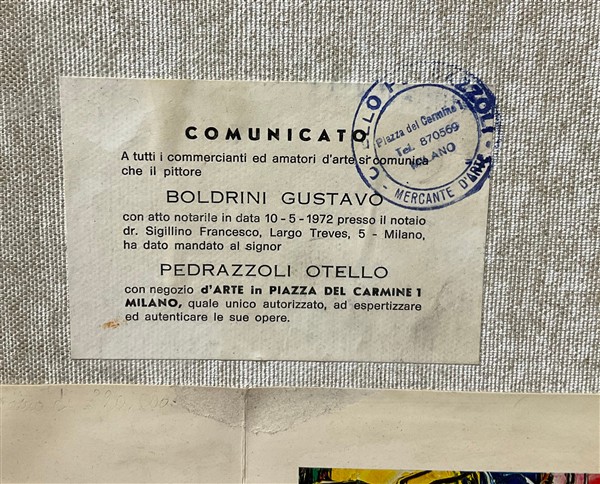 COMUNICATO
A tutti i commercianti ed amatori d'arte si comunica
che il pittore
BOLDRINI GUSTAVO
con atto notarile in data 10-5-1972 presso il notaio
dr. Sigillino Francesco, Largo Treves, 5 - Milano,
ha dato mandato al signor
PEDRAZZOLI OTELLO
con negozio d'ARTE in PIAZZA DEL CARMINE 1
MILANO, quale unico autorizzato, ad espertizzare
ed autenticare le sue opere.
Piazza del Carmine 1
Tel. 870569
MILANO
- MERCANTE D'ARTE